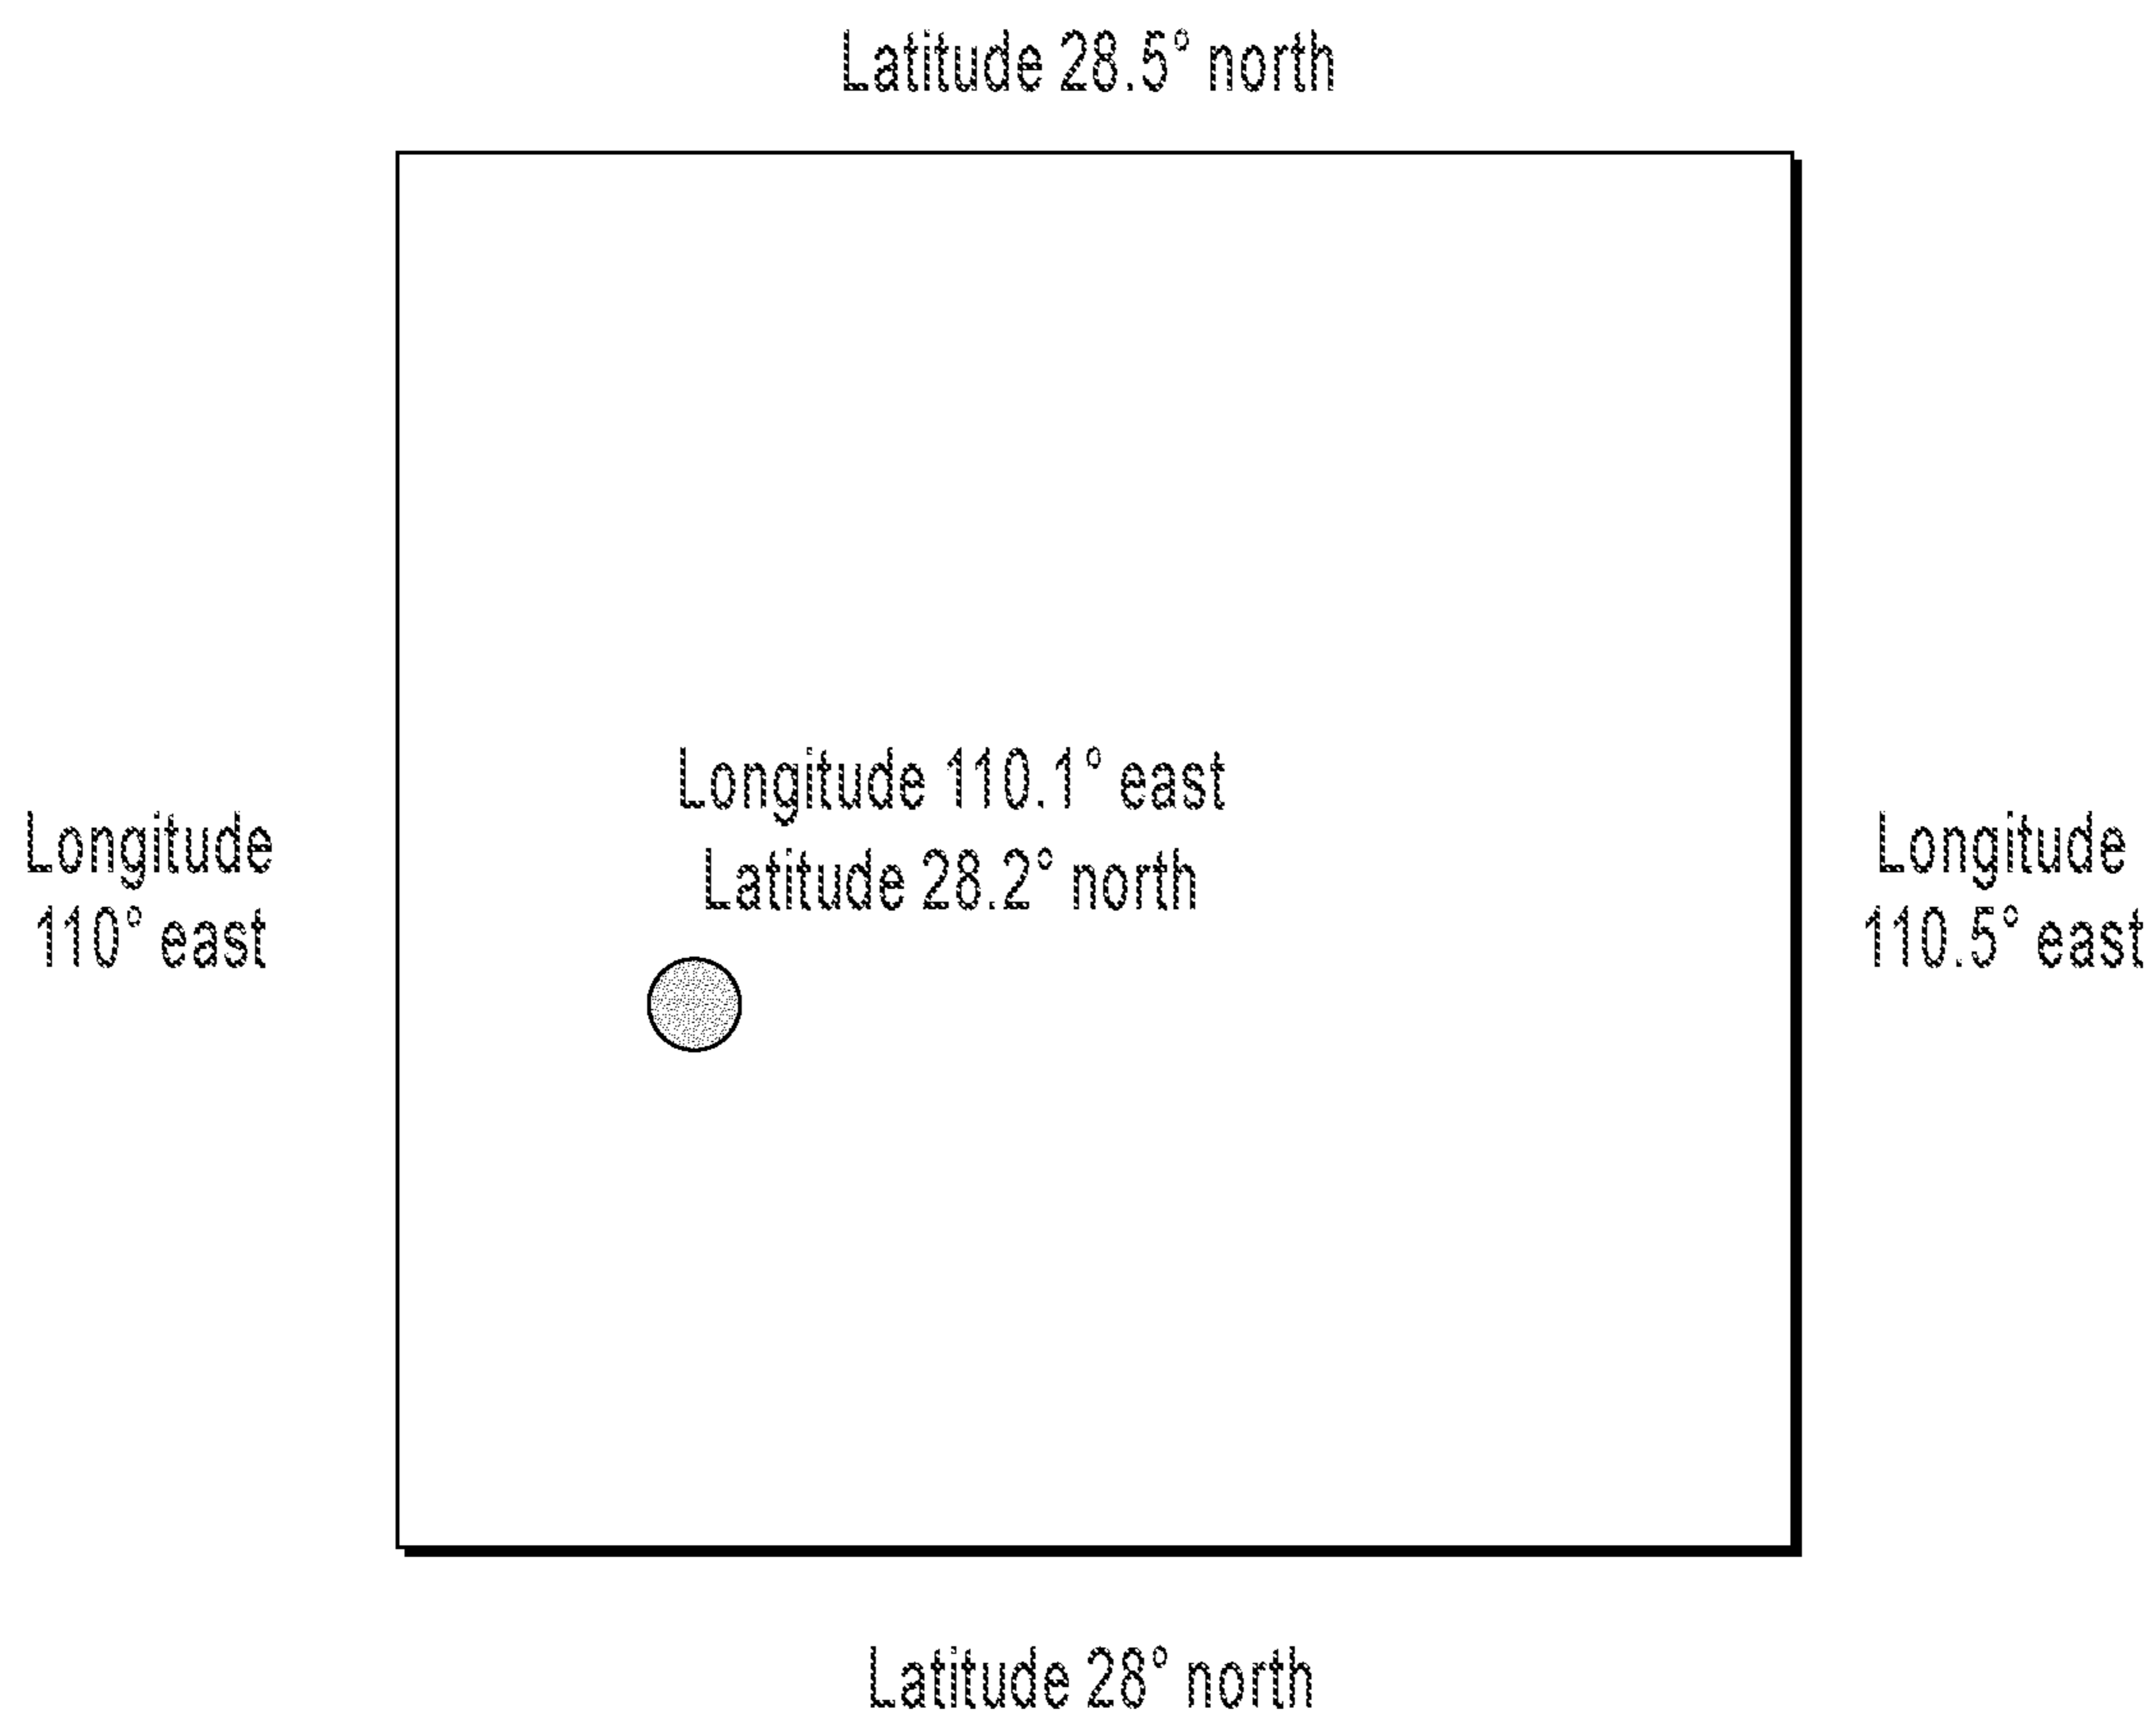 Latitude 28.5° north
Longitude 110.1° east
Latitude 28.2° north
Longitude
110° east
Longitude
110.5° east
Latitude 28° north